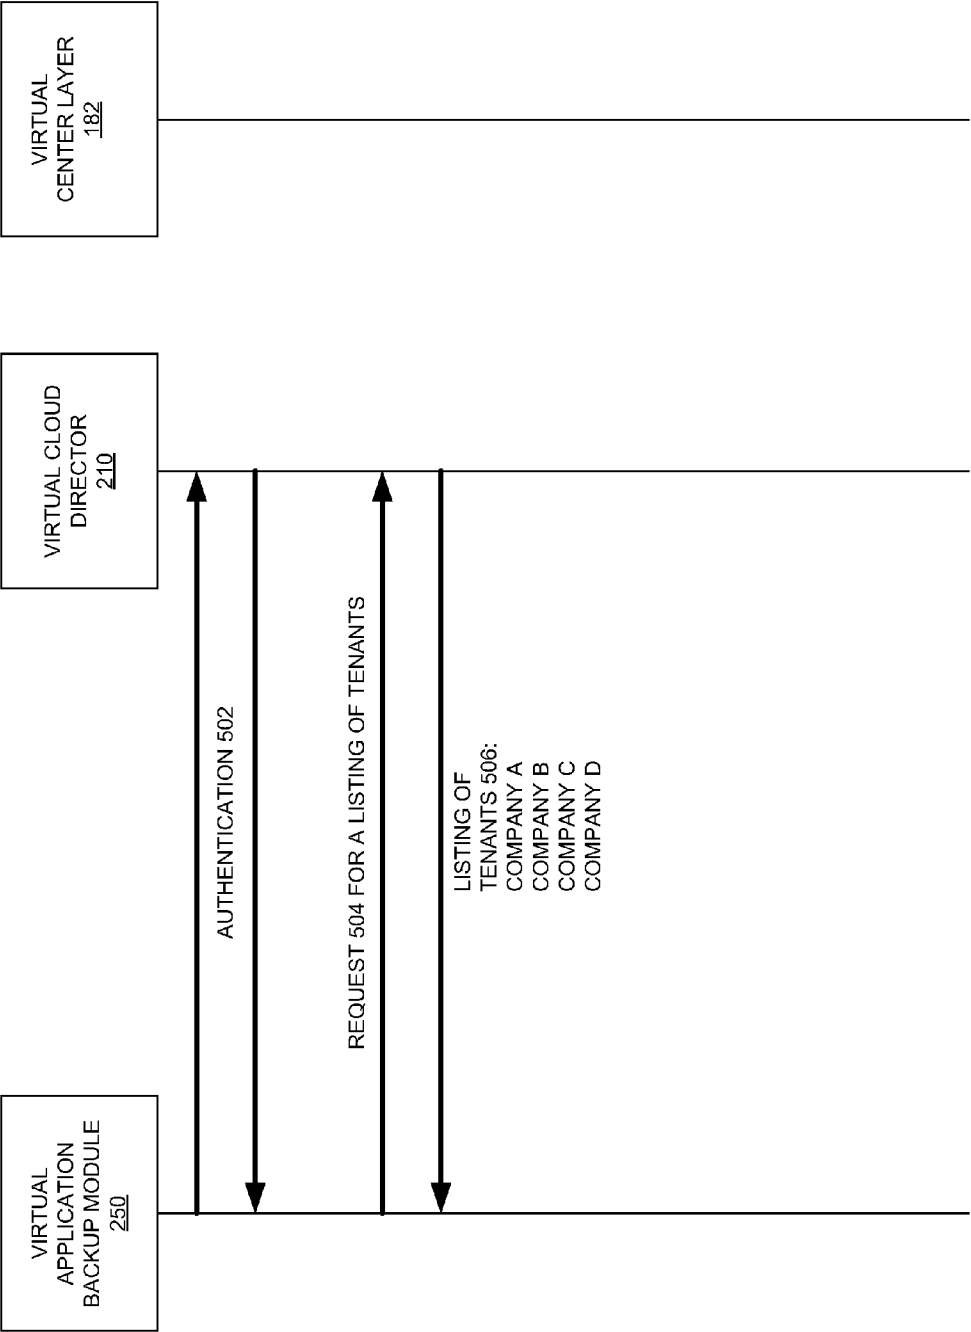 VIRTUAL
APPLICATION
BACKUP MODULE
250
VIRTUAL CLOUD
DIRECTOR
210
VIRTUAL
CENTER LAYER
182
AUTHENTICATION 502
REQUEST 504 FOR A LISTING OF TENANTS
LISTING OF
TENANTS 506:
COMPANY A
COMPANY B
COMPANY C
COMPANY D